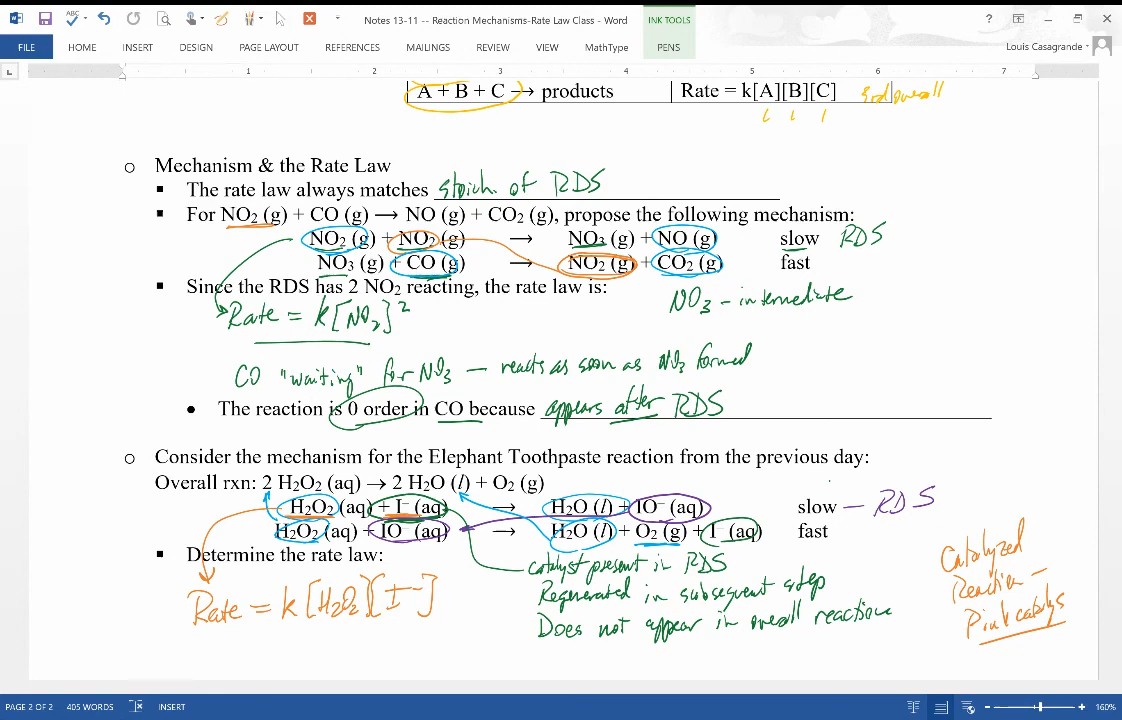 Notes 13-11 -- Reaction Mechanisms-Rate Law Class - Word
INK TOOLS
FILE HOME INSERT DESIGN PAGE LAYOUT REFERENCES MAILINGS REVIEW VIEW MathType PENS
Louis Casagrande
1 2 3 4 5 6 7
A + B + C → products Rate = k[A][B][C] 3rd overall
1 1 1
o Mechanism & the Rate Law
▪ The rate law always matches stoich. of RDS
▪ For NO₂ (g) + CO (g) → NO (g) + CO₂ (g), propose the following mechanism:
NO₂ (g) + NO₂ (g) → NO₃ (g) + NO (g) slow RDS
NO₃ (g) + CO (g) → NO₂ (g) + CO₂ (g) fast
▪ Since the RDS has 2 NO₂ reacting, the rate law is:
NO₃ - intermediate
Rate = k[NO₂]²
CO "waiting" for NO₃ – reacts as soon as NO₃ formed
• The reaction is 0 order in CO because appears after RDS
o Consider the mechanism for the Elephant Toothpaste reaction from the previous day:
Overall rxn: 2 H₂O₂ (aq) → 2 H₂O (l) + O₂ (g)
H₂O₂ (aq) + I⁻ (aq) → H₂O (l) + IO⁻ (aq) slow – RDS
H₂O₂ (aq) + IO⁻ (aq) → H₂O (l) + O₂ (g) + I⁻ (aq) fast
▪ Determine the rate law:
Rate = k[H₂O₂][I⁻]
catalyst present in RDS
Regenerated in subsequent step
Does not appear in overall reaction
Catalyzed
Reaction –
Pink catalys
PAGE 2 OF 2 405 WORDS INSERT 160%